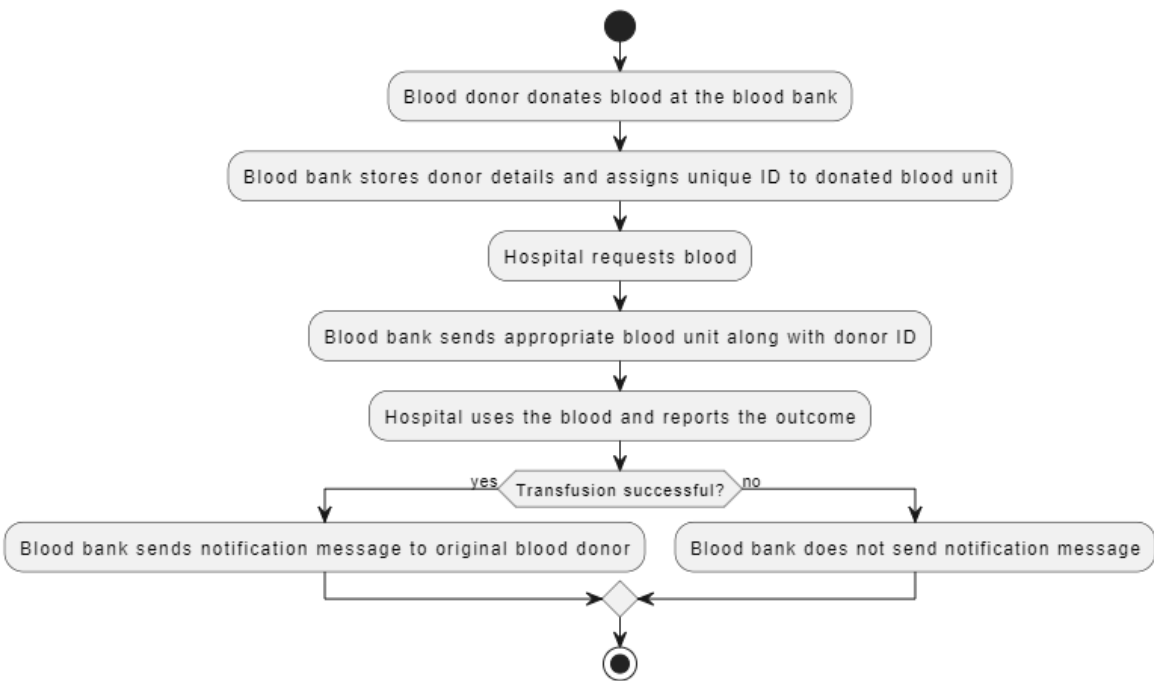 Blood donor donates blood at the blood bank
Blood bank stores donor details and assigns unique ID to donated blood unit
Hospital requests blood
Blood bank sends appropriate blood unit along with donor ID
Hospital uses the blood and reports the outcome
yes
Transfusion successful?
no
Blood bank sends notification message to original blood donor
Blood bank does not send notification message